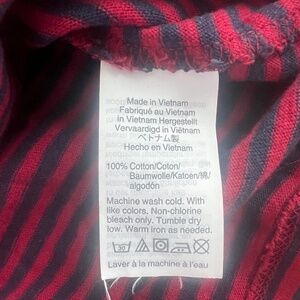 Made in Vietnam
Fabriqué au Vietnam
in Vietnam Hergestellt
Vervaardigd in Viëtnam
ベトナム製
Hecho en Vietnam
100% Cotton/Coton/
Baumwolle/Katoen/綿/
algodón
Machine wash cold. With
like colors. Non-chlorine
bleach only. Tumble dry
low. Warm iron as needed.
30
Laver à la machine à l'eau